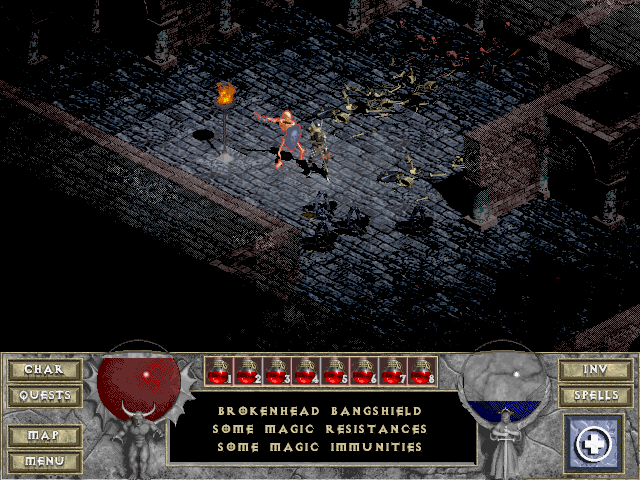 1 2 3 4 5 6 7 8
CHAR
QUESTS
MAP
MENU
BROKENHEAD BANGSHIELD
SOME MAGIC RESISTANCES
SOME MAGIC IMMUNITIES
INV
SPELLS